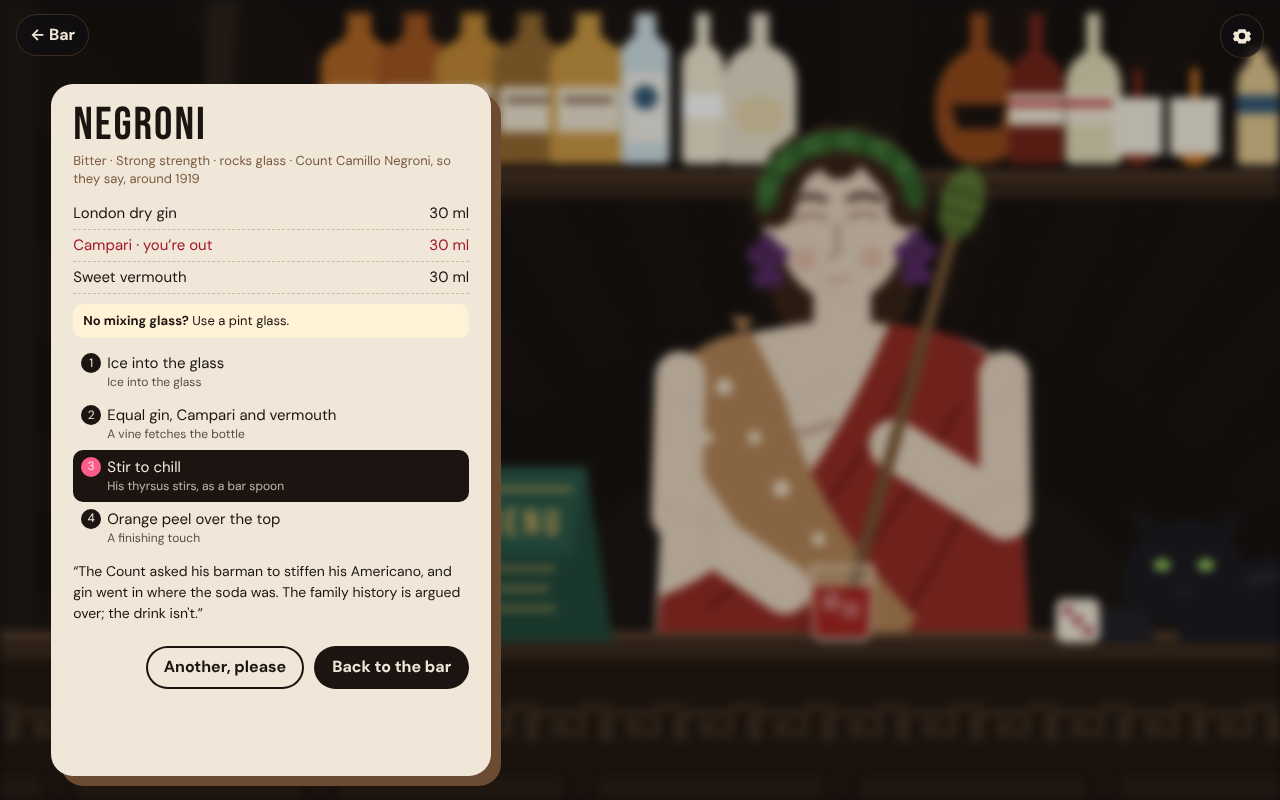 ← Bar
NEGRONI
Bitter · Strong strength · rocks glass · Count Camillo Negroni, so
they say, around 1919
London dry gin 30 ml
Campari · you’re out 30 ml
Sweet vermouth 30 ml
No mixing glass? Use a pint glass.
1 Ice into the glass
Ice into the glass
2 Equal gin, Campari and vermouth
A vine fetches the bottle
3 Stir to chill
His thyrsus stirs, as a bar spoon
4 Orange peel over the top
A finishing touch
“The Count asked his barman to stiffen his Americano, and
gin went in where the soda was. The family history is argued
over; the drink isn't.”
Another, please
Back to the bar